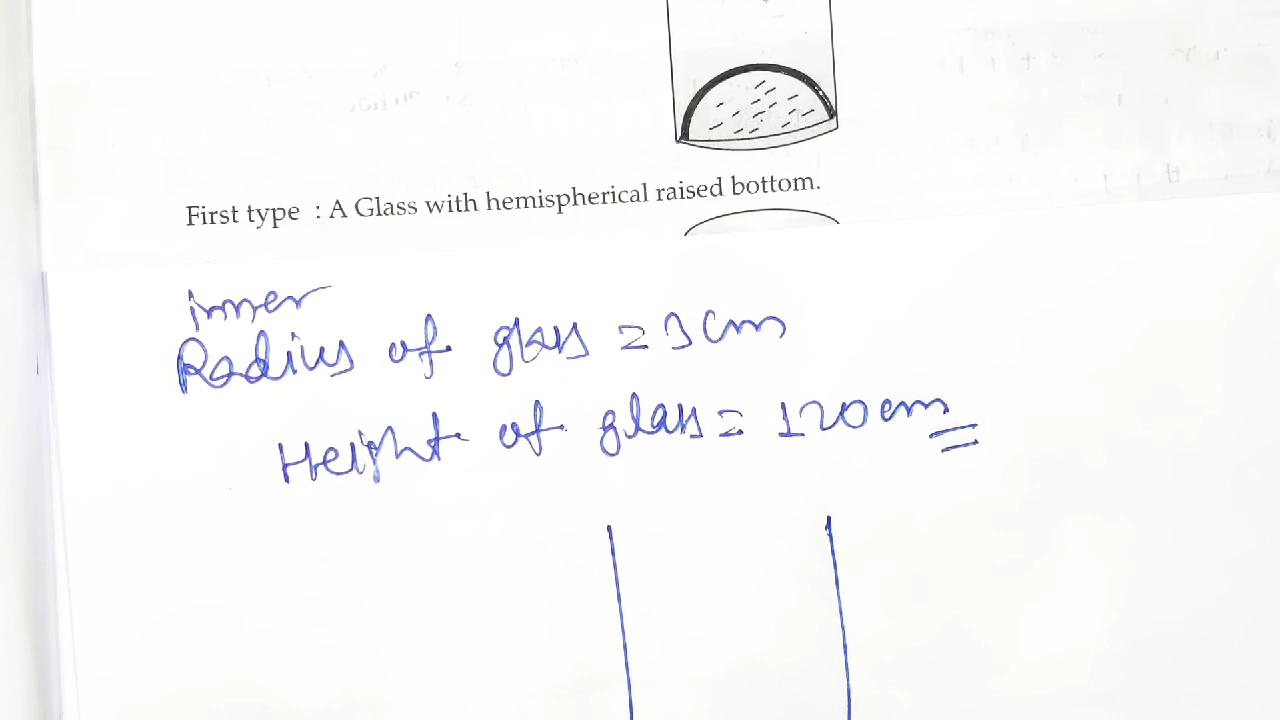 First type : A Glass with hemispherical raised bottom.
inner
Radius of glass = 3 cm
Height of glass = 120 cm